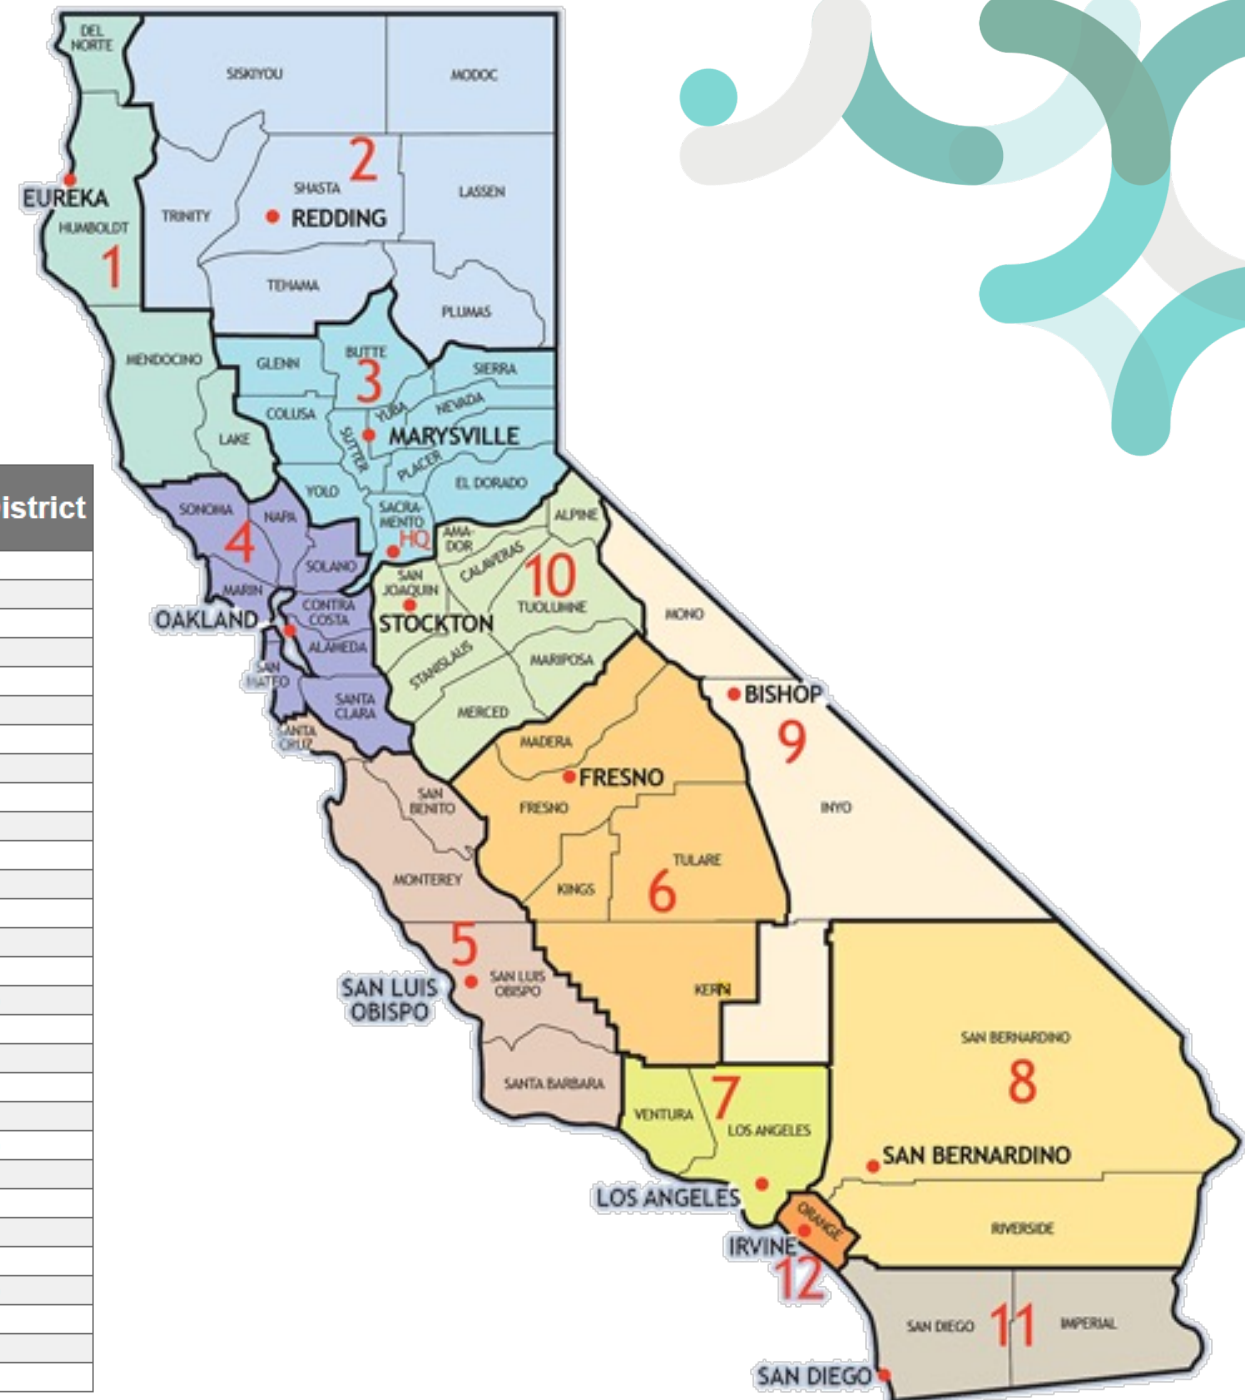 DEL
NORTE
SISKIYOU
MODOC
2
SHASTA
LASSEN
EUREKA
TRINITY
REDDING
HUMBOLDT
1
TEHAMA
PLUMAS
MENDOCINO
GLENN
BUTTE
3
SIERRA
COLUSA
YUBA
NEVADA
LAKE
SUTTER
MARYSVILLE
PLACER
istrict
YOLO
EL DORADO
SONOMA
NAPA
SACRA-
MENTO
ALPINE
4
HQ
AMA-
DOR
CALAVERAS
SOLANO
SAN
JOAQUIN
10
MARIN
CONTRA
COSTA
TUOLUMNE
MONO
OAKLAND
STOCKTON
ALAMEDA
STANISLAUS
MARIPOSA
SAN
MATEO
SANTA
CLARA
BISHOP
MERCED
9
SANTA
CRUZ
MADERA
FRESNO
SAN
BENITO
FRESNO
INYO
TULARE
MONTEREY
KINGS
6
5
SAN LUIS
OBISPO
SAN LUIS
OBISPO
KERN
SAN BERNARDINO
8
SANTA BARBARA
7
VENTURA
LOS ANGELES
SAN BERNARDINO
LOS ANGELES
ORANGE
RIVERSIDE
IRVINE
12
SAN DIEGO
11
IMPERIAL
SAN DIEGO